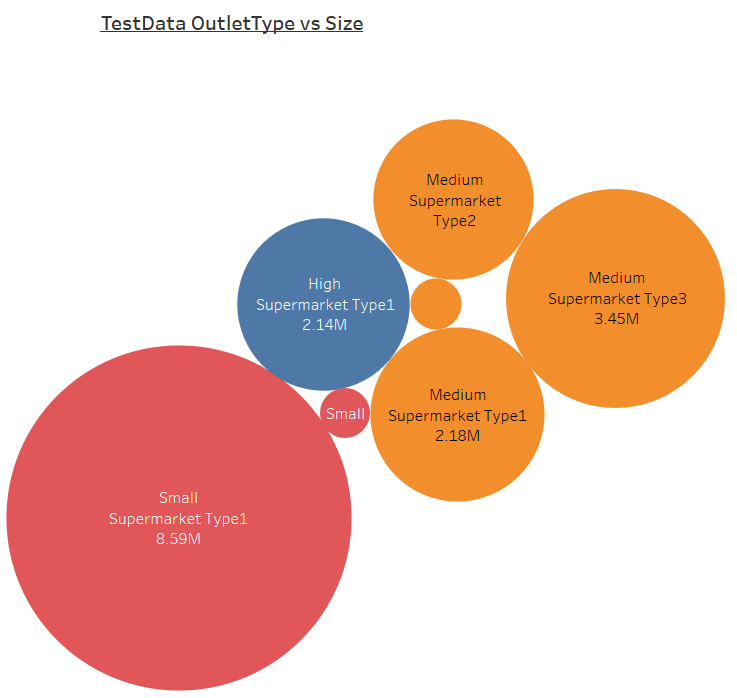 TestData OutletType vs Size
Medium
Supermarket
Type2
High
Supermarket Type1
2.14M
Medium
Supermarket Type3
3.45M
Small
Medium
Supermarket Type1
2.18M
Small
Supermarket Type1
8.59M